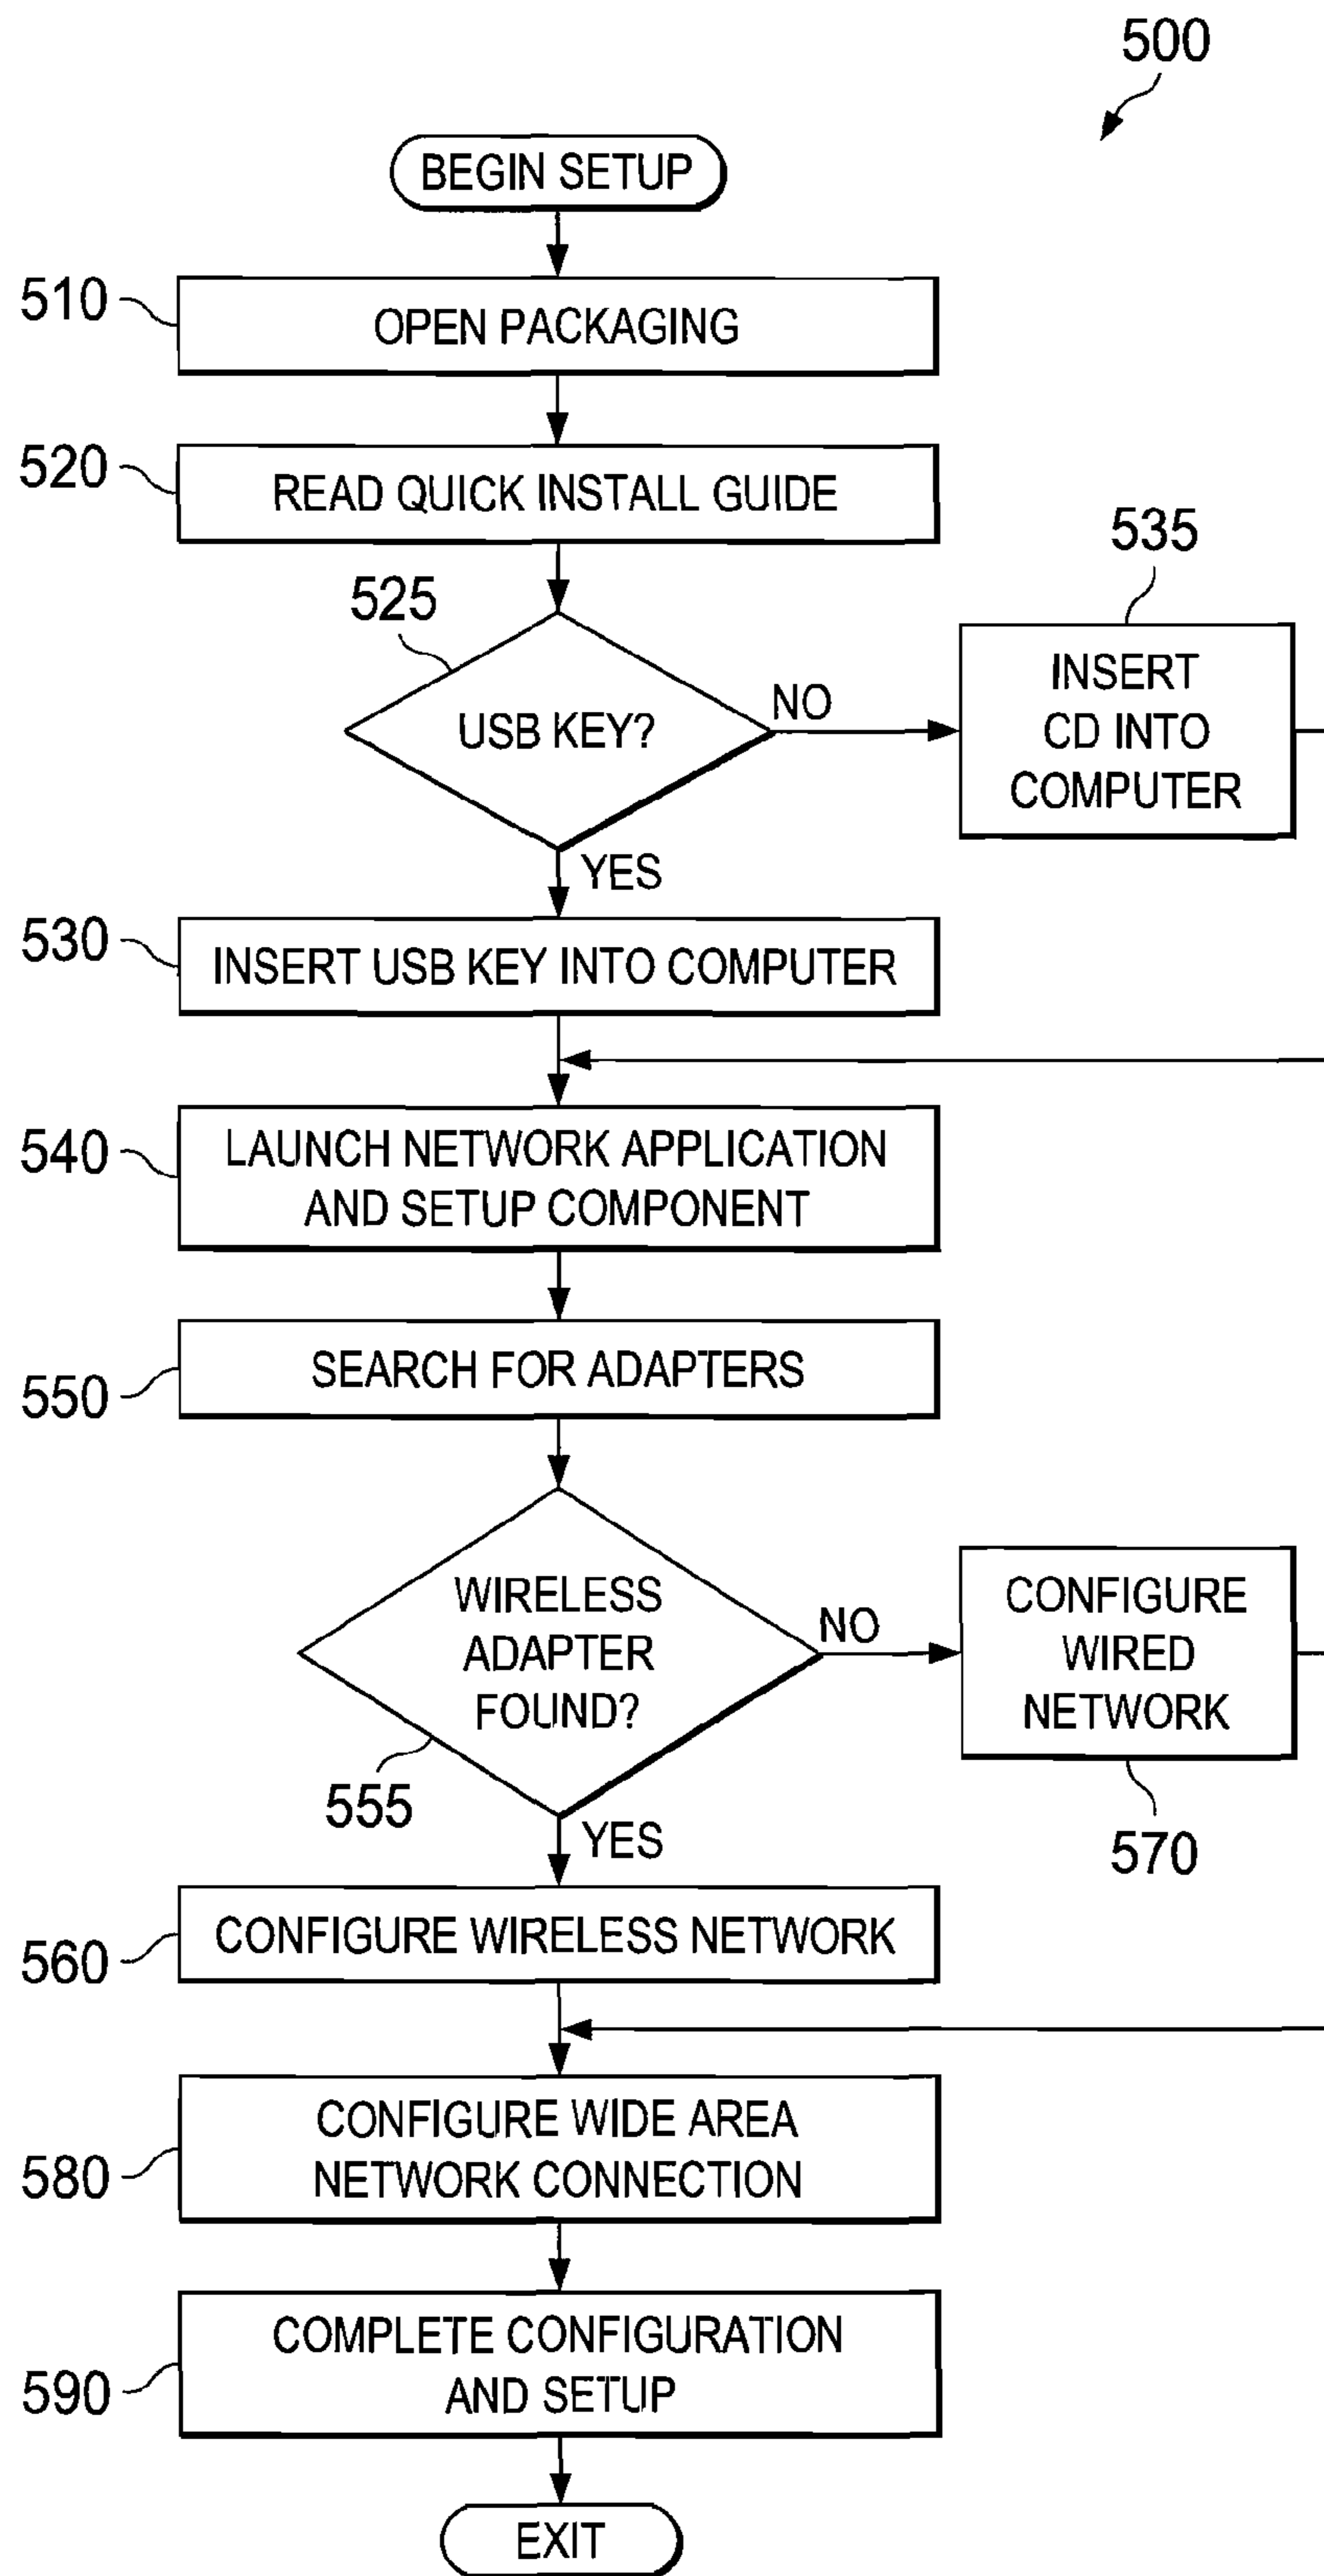 500
BEGIN SETUP
510
OPEN PACKAGING
520
READ QUICK INSTALL GUIDE
525
USB KEY?
NO
535
INSERT
CD INTO
COMPUTER
YES
530
INSERT USB KEY INTO COMPUTER
540
LAUNCH NETWORK APPLICATION
AND SETUP COMPONENT
550
SEARCH FOR ADAPTERS
555
WIRELESS
ADAPTER
FOUND?
NO
CONFIGURE
WIRED
NETWORK
570
YES
560
CONFIGURE WIRELESS NETWORK
580
CONFIGURE WIDE AREA
NETWORK CONNECTION
590
COMPLETE CONFIGURATION
AND SETUP
EXIT